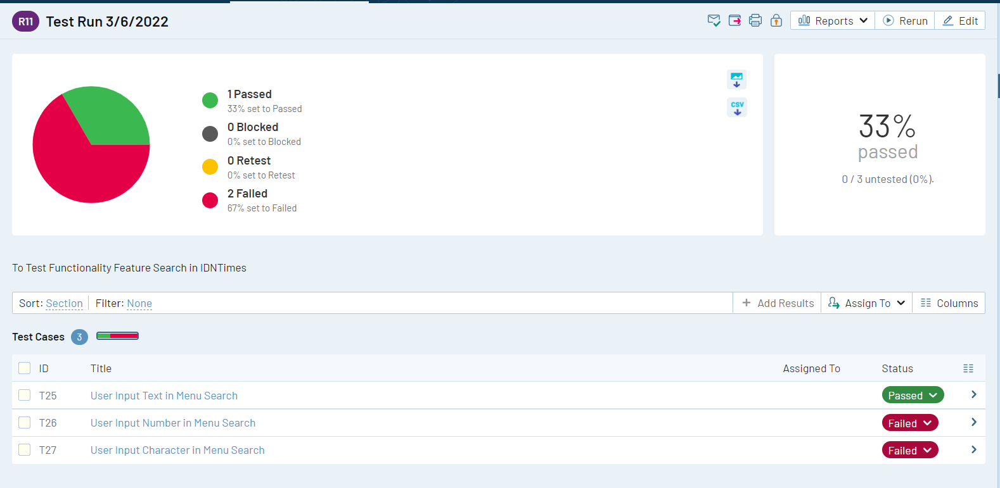 R11 Test Run 3/6/2022 Reports Rerun Edit
1 Passed
33% set to Passed
0 Blocked
0% set to Blocked
0 Retest
0% set to Retest
2 Failed
67% set to Failed
CSV
33%
passed
0 / 3 untested (0%).
To Test Functionality Feature Search in IDNTimes
Sort: Section Filter: None + Add Results Assign To Columns
Test Cases 3
ID Title Assigned To Status
T25 User Input Text in Menu Search Passed
T26 User Input Number in Menu Search Failed
T27 User Input Character in Menu Search Failed